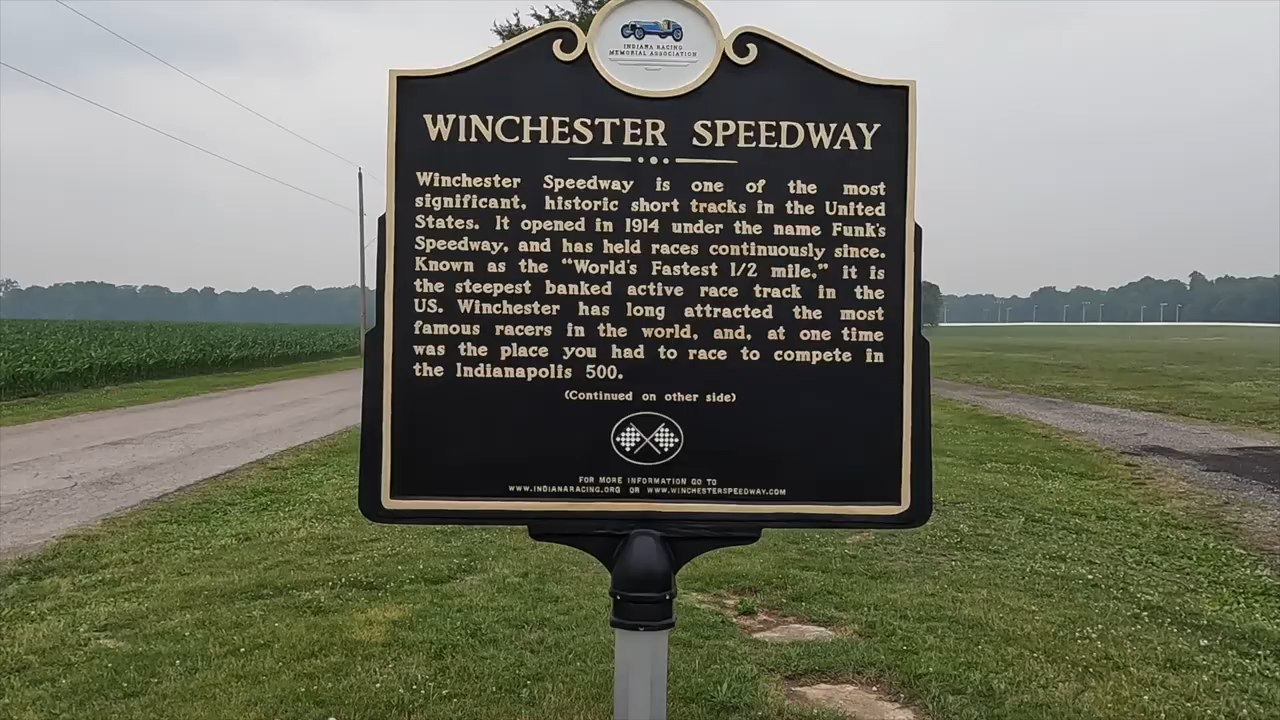 INDIANA RACING
MEMORIAL ASSOCIATION
WINCHESTER SPEEDWAY
Winchester Speedway is one of the most
significant, historic short tracks in the United
States. It opened in 1914 under the name Funk's
Speedway, and has held races continuously since.
Known as the "World's Fastest 1/2 mile," it is
the steepest banked active race track in the
US. Winchester has long attracted the most
famous racers in the world, and, at one time
was the place you had to race to compete in
the Indianapolis 500.
(Continued on other side)
FOR MORE INFORMATION GO TO
WWW.INDIANARACING.ORG OR WWW.WINCHESTERSPEEDWAY.COM